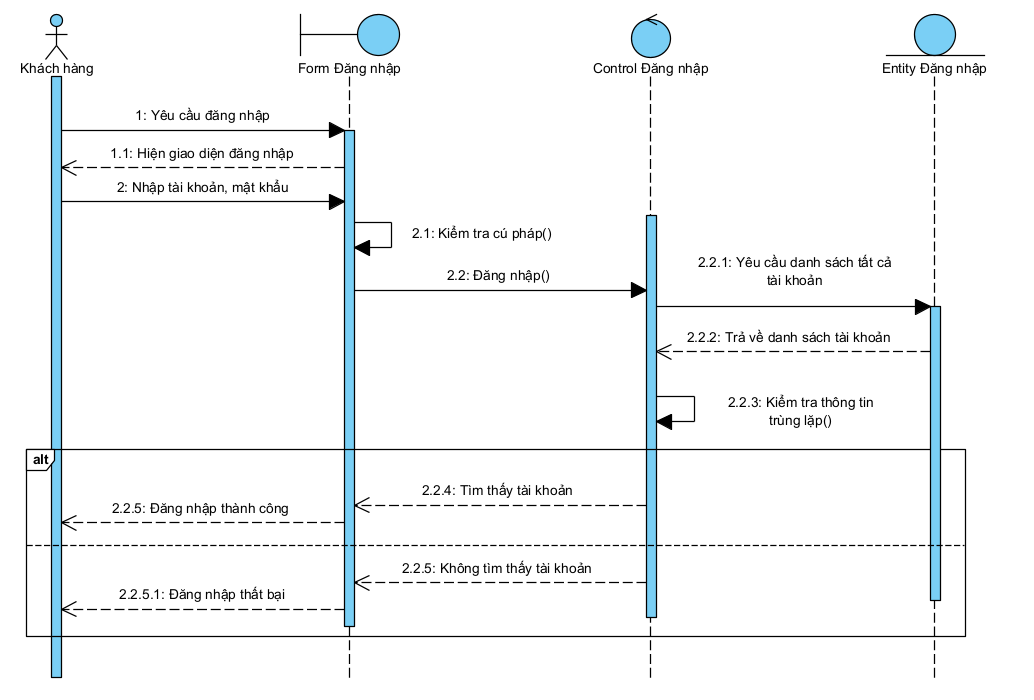 Khách hàng
Form Đăng nhập
Control Đăng nhập
Entity Đăng nhập
1: Yêu cầu đăng nhập
1.1: Hiện giao diện đăng nhập
2: Nhập tài khoản, mật khẩu
2.1: Kiểm tra cú pháp()
2.2: Đăng nhập()
2.2.1: Yêu cầu danh sách tất cả
tài khoản
2.2.2: Trả về danh sách tài khoản
2.2.3: Kiểm tra thông tin
trùng lặp()
alt
2.2.4: Tìm thấy tài khoản
2.2.5: Đăng nhập thành công
2.2.5: Không tìm thấy tài khoản
2.2.5.1: Đăng nhập thất bại